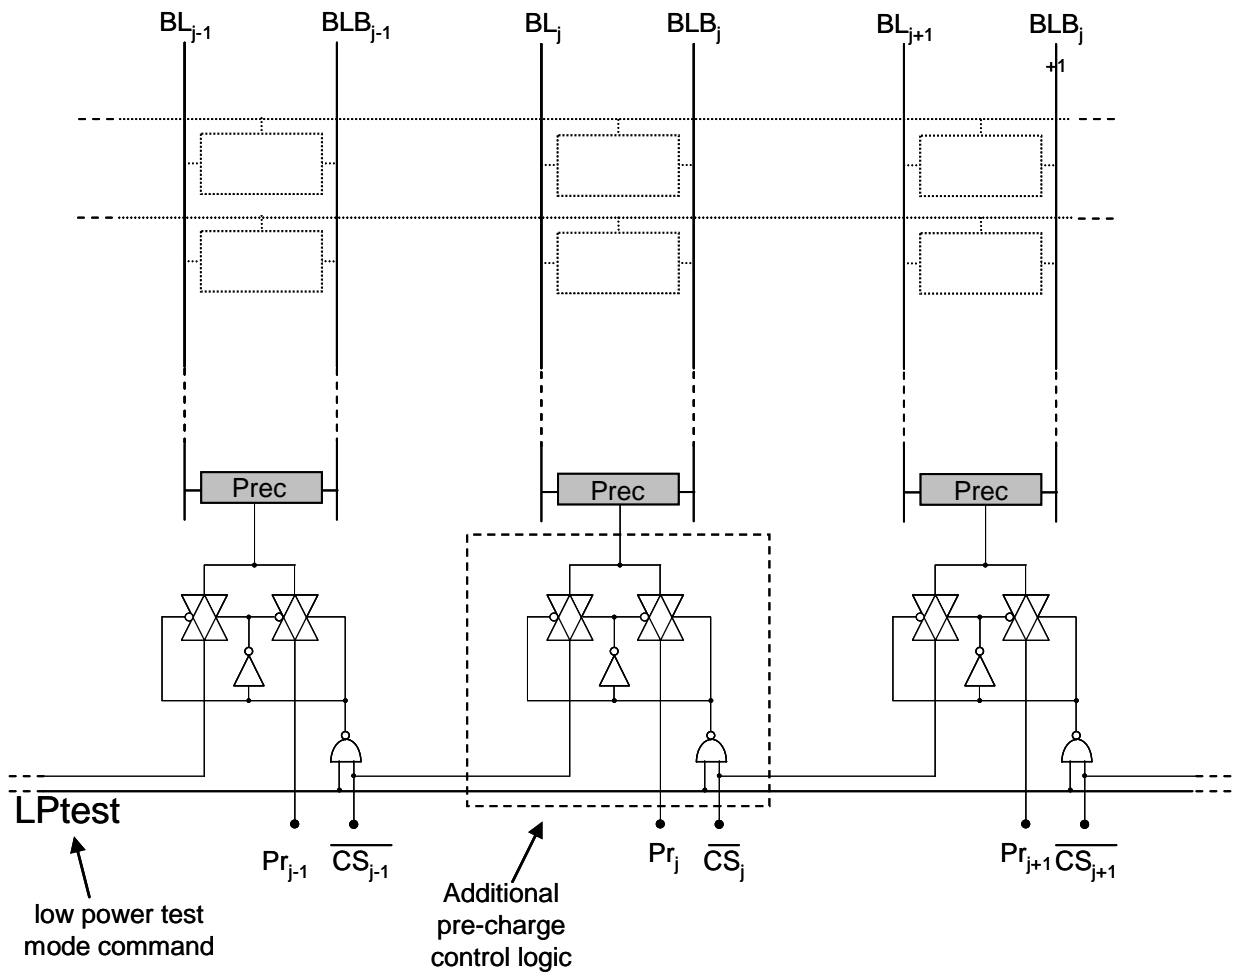 BLj-1 BLBj-1 BLj BLBj BLj+1 BLBj
+1
Prec Prec Prec
LPtest
Prj-1 CSj-1 Prj CSj Prj+1 CSj+1
low power test
mode command
Additional
pre-charge
control logic